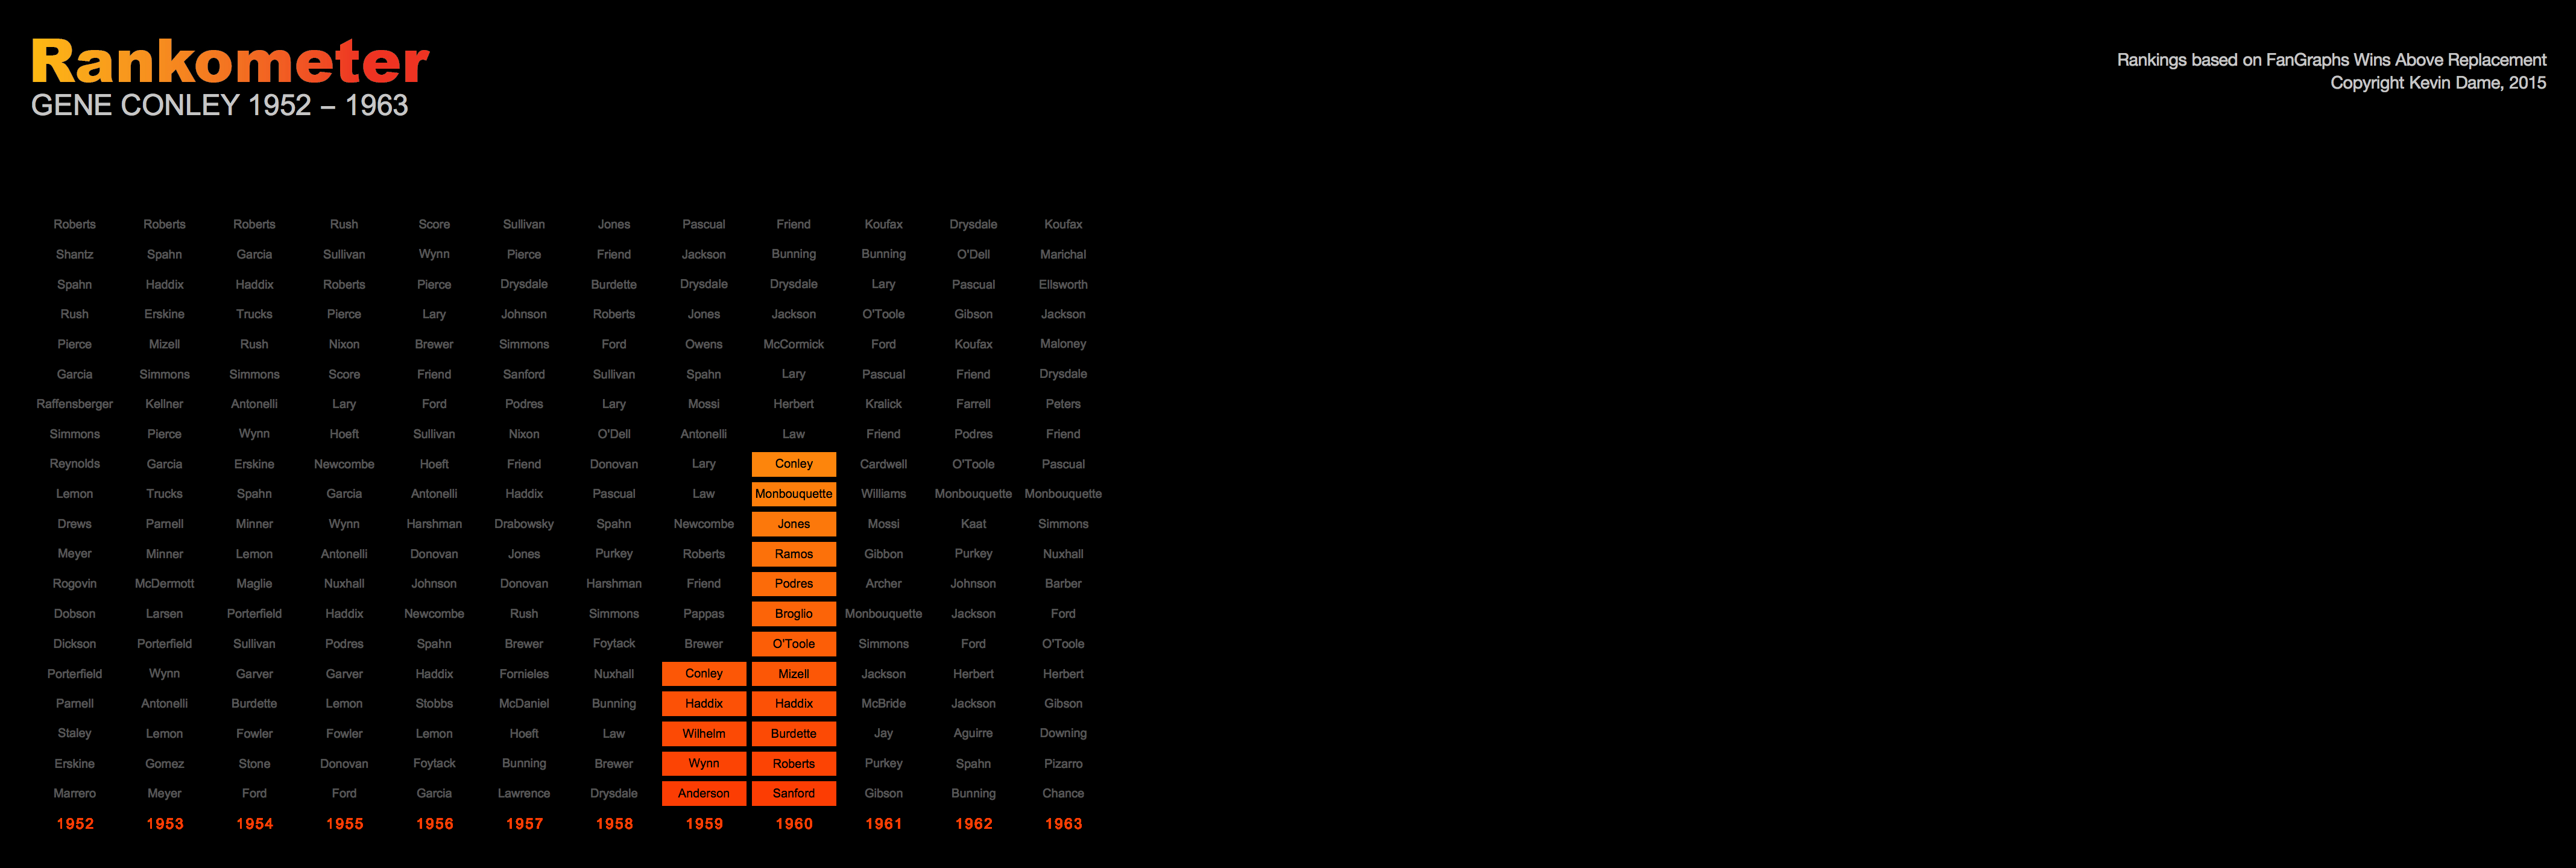 Rankometer
GENE CONLEY 1952 – 1963
Rankings based on FanGraphs Wins Above Replacement
Copyright Kevin Dame, 2015
Roberts Roberts Roberts Rush Score Sullivan Jones Pascual Friend Koufax Drysdale Koufax
Shantz Spahn Garcia Sullivan Wynn Pierce Friend Jackson Bunning Bunning O'Dell Marichal
Spahn Haddix Haddix Roberts Pierce Drysdale Burdette Drysdale Drysdale Lary Pascual Ellsworth
Rush Erskine Trucks Pierce Lary Johnson Roberts Jones Jackson O'Toole Gibson Jackson
Pierce Mizell Rush Nixon Brewer Simmons Ford Owens McCormick Ford Koufax Maloney
Garcia Simmons Simmons Score Friend Sanford Sullivan Spahn Lary Pascual Friend Drysdale
Raffensberger Kellner Antonelli Lary Ford Podres Lary Mossi Herbert Kralick Farrell Peters
Simmons Pierce Wynn Hoeft Sullivan Nixon O'Dell Antonelli Law Friend Podres Friend
Reynolds Garcia Erskine Newcombe Hoeft Friend Donovan Lary Conley Cardwell O'Toole Pascual
Lemon Trucks Spahn Garcia Antonelli Haddix Pascual Law Monbouquette Williams Monbouquette Monbouquette
Drews Parnell Minner Wynn Harshman Drabowsky Spahn Newcombe Jones Mossi Kaat Simmons
Meyer Minner Lemon Antonelli Donovan Jones Purkey Roberts Ramos Gibbon Purkey Nuxhall
Rogovin McDermott Maglie Nuxhall Johnson Donovan Harshman Friend Podres Archer Johnson Barber
Dobson Larsen Porterfield Haddix Newcombe Rush Simmons Pappas Broglio Monbouquette Jackson Ford
Dickson Porterfield Sullivan Podres Spahn Brewer Foytack Brewer O'Toole Simmons Ford O'Toole
Porterfield Wynn Garver Garver Haddix Fornieles Nuxhall Conley Mizell Jackson Herbert Herbert
Parnell Antonelli Burdette Lemon Stobbs McDaniel Bunning Haddix Haddix McBride Jackson Gibson
Staley Lemon Fowler Fowler Lemon Hoeft Law Wilhelm Burdette Jay Aguirre Downing
Erskine Gomez Stone Donovan Foytack Bunning Brewer Wynn Roberts Purkey Spahn Pizarro
Marrero Meyer Ford Ford Garcia Lawrence Drysdale Anderson Sanford Gibson Bunning Chance
1952 1953 1954 1955 1956 1957 1958 1959 1960 1961 1962 1963